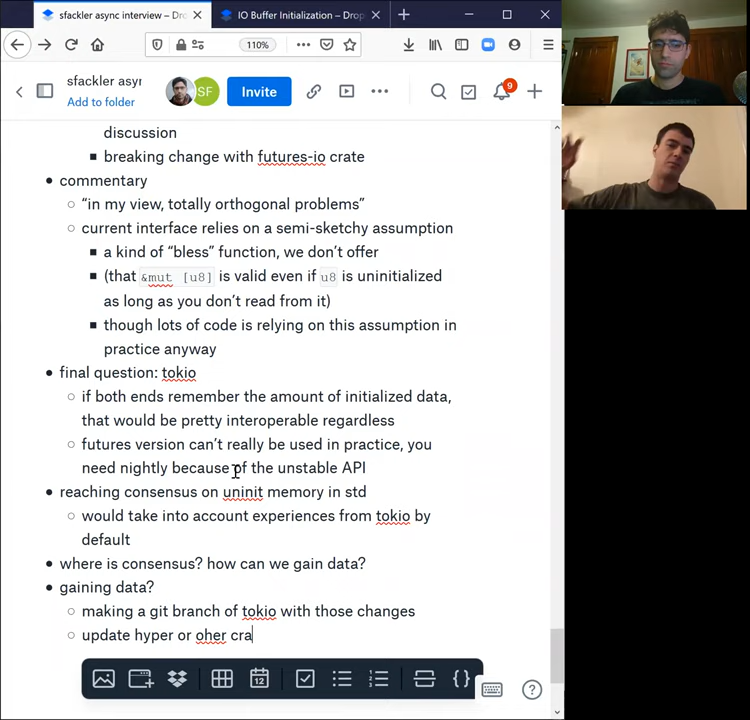 sfackler async interview – Dro
IO Buffer Initialization – Drop
110%
sfackler asyr
Add to folder
SF
Invite
9
discussion
breaking change with futures-io crate
commentary
“in my view, totally orthogonal problems”
current interface relies on a semi-sketchy assumption
a kind of “bless” function, we don’t offer
(that &mut [u8] is valid even if u8 is uninitialized
as long as you don’t read from it)
though lots of code is relying on this assumption in
practice anyway
final question: tokio
if both ends remember the amount of initialized data,
that would be pretty interoperable regardless
futures version can’t really be used in practice, you
need nightly because of the unstable API
reaching consensus on uninit memory in std
would take into account experiences from tokio by
default
where is consensus? how can we gain data?
gaining data?
making a git branch of tokio with those changes
update hyper or oher cra
12